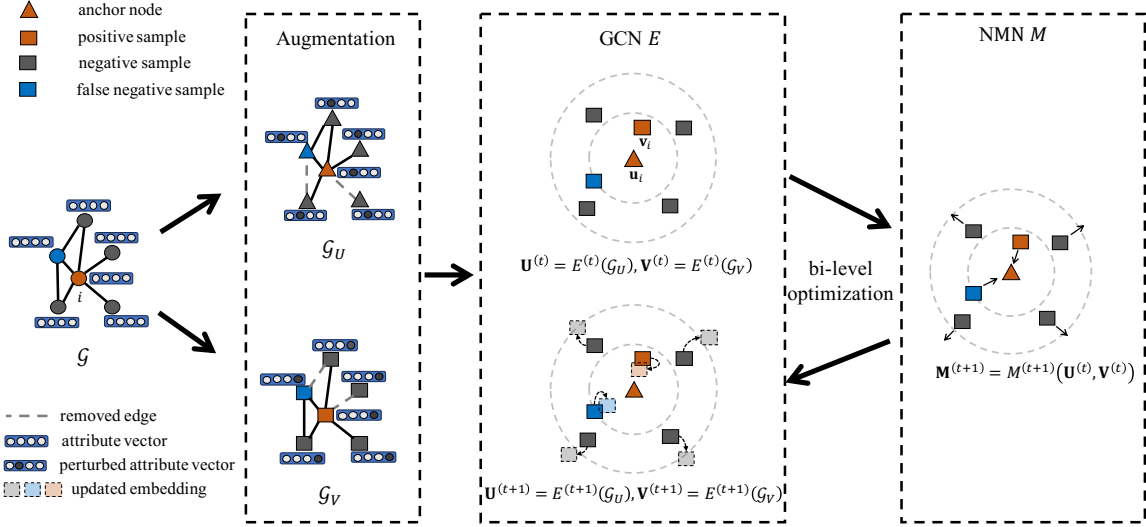 anchor node
positive sample
negative sample
false negative sample
i
𝒢
removed edge
attribute vector
perturbed attribute vector
updated embedding
Augmentation
𝒢_U
𝒢_V
GCN E
v_i
u_i
U^(t) = E^(t)(𝒢_U), V^(t) = E^(t)(𝒢_V)
U^(t+1) = E^(t+1)(𝒢_U), V^(t+1) = E^(t+1)(𝒢_V)
bi-level
optimization
NMN M
M^(t+1) = M^(t+1)(U^(t), V^(t))